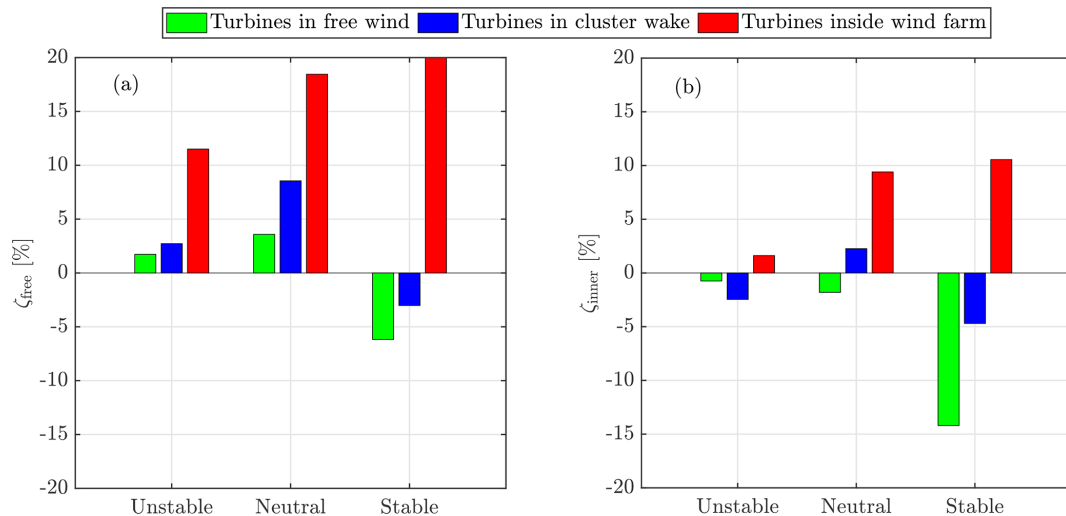 Turbines in free wind Turbines in cluster wake Turbines inside wind farm
(a)
ζfree [%]
20
15
10
5
0
-5
-10
-15
-20
Unstable Neutral Stable
(b)
ζinner [%]
20
15
10
5
0
-5
-10
-15
-20
Unstable Neutral Stable